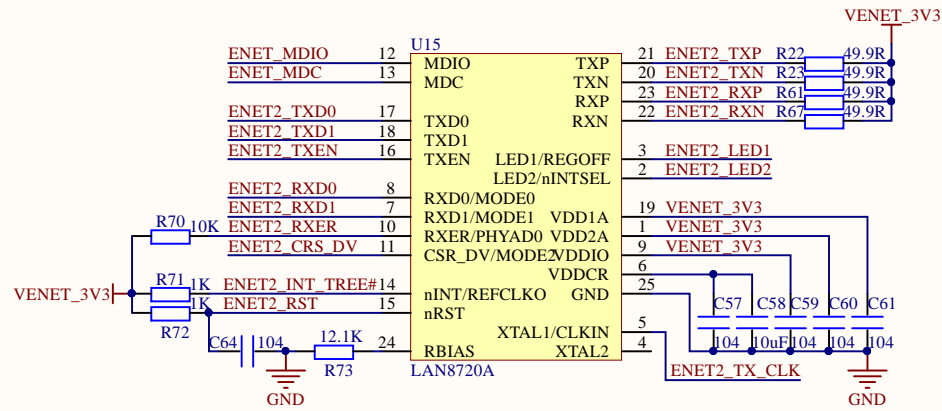 VENET_3V3
U15
ENET_MDIO 12 MDIO TXP 21 ENET2_TXP R22 49.9R
ENET_MDC 13 MDC TXN 20 ENET2_TXN R23 49.9R
RXP 23 ENET2_RXP R61 49.9R
ENET2_TXD0 17 TXD0 RXN 22 ENET2_RXN R67 49.9R
ENET2_TXD1 18 TXD1
ENET2_TXEN 16 TXEN LED1/REGOFF 3 ENET2_LED1
LED2/nINTSEL 2 ENET2_LED2
ENET2_RXD0 8 RXD0/MODE0
ENET2_RXD1 7 RXD1/MODE1 VDD1A 19 VENET_3V3
R70 10K ENET2_RXER 10 RXER/PHYAD0 VDD2A 1 VENET_3V3
ENET2_CRS_DV 11 CSR_DV/MODE2 VDDIO 9 VENET_3V3
VDDCR 6
VENET_3V3 R71 1K ENET2_INT_TREE# 14 nINT/REFCLKO GND 25
R72 1K ENET2_RST 15 nRST C57 C58 C59 C60 C61
XTAL1/CLKIN 5
C64 104 12.1K 24 RBIAS XTAL2 4 104 10uF 104 104 104
R73 LAN8720A ENET2_TX_CLK
GND GND